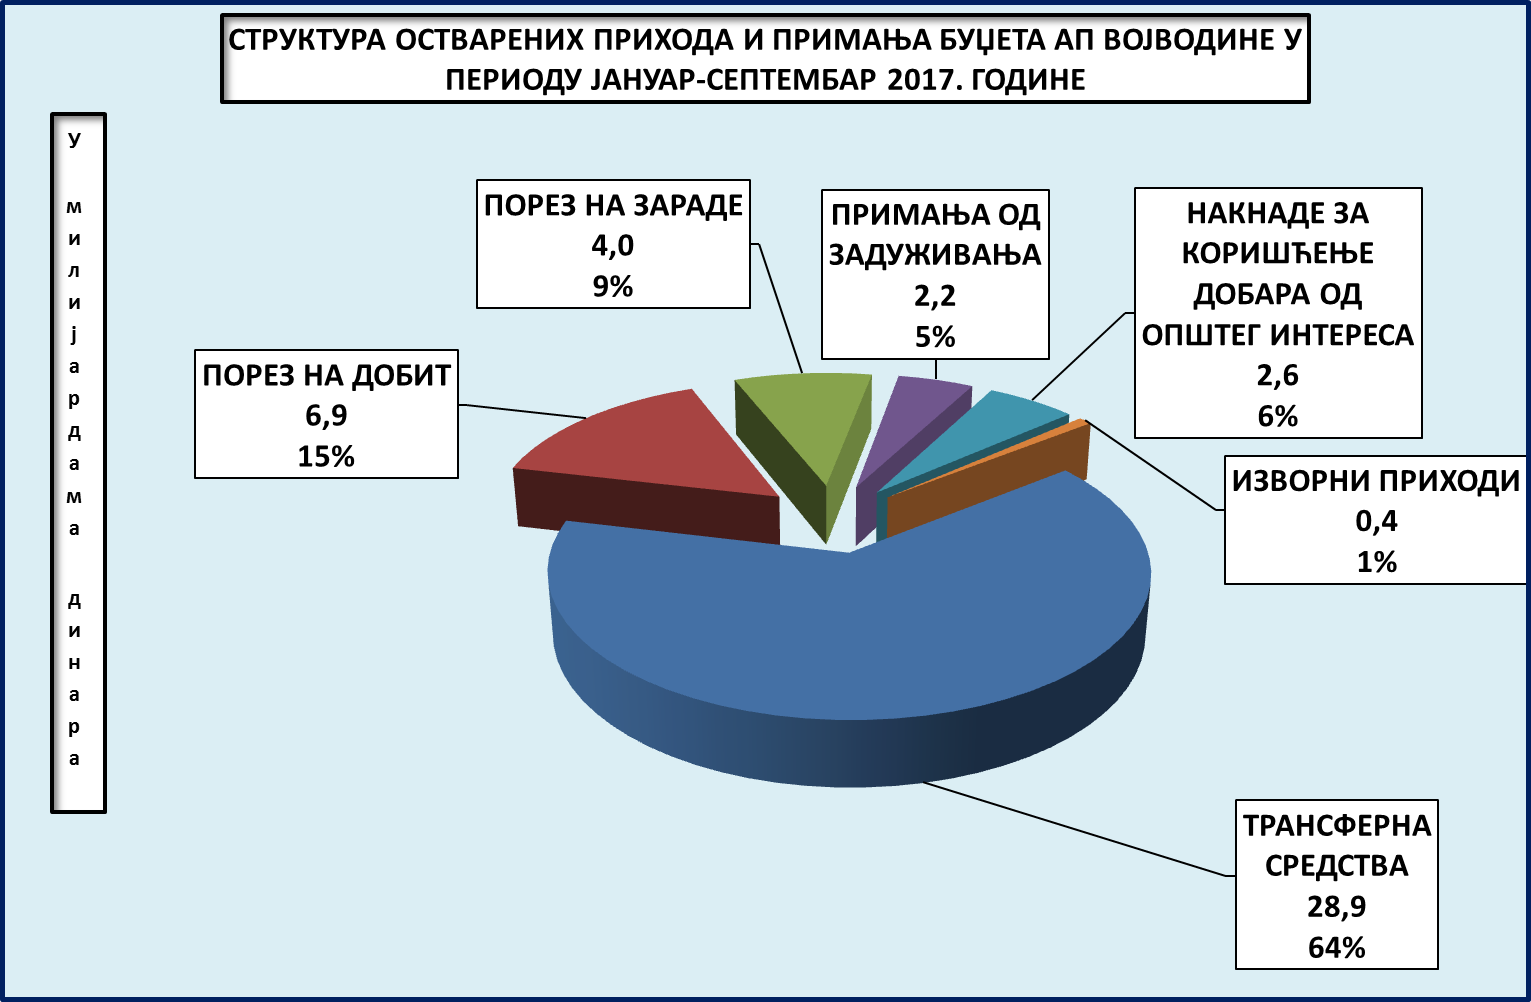 СТРУКТУРА ОСТВАРЕНИХ ПРИХОДА И ПРИМАЊА БУЏЕТА АП ВОЈВОДИНЕ У
ПЕРИОДУ ЈАНУАР-СЕПТЕМБАР 2017. ГОДИНЕ
У милијардама динара
ПОРЕЗ НА ЗАРАДЕ
4,0
9%
ПРИМАЊА ОД
ЗАДУЖИВАЊА
2,2
5%
НАКНАДЕ ЗА
КОРИШЋЕЊЕ
ДОБАРА ОД
ОПШТЕГ ИНТЕРЕСА
2,6
6%
ПОРЕЗ НА ДОБИТ
6,9
15%
ИЗВОРНИ ПРИХОДИ
0,4
1%
ТРАНСФЕРНА
СРЕДСТВА
28,9
64%